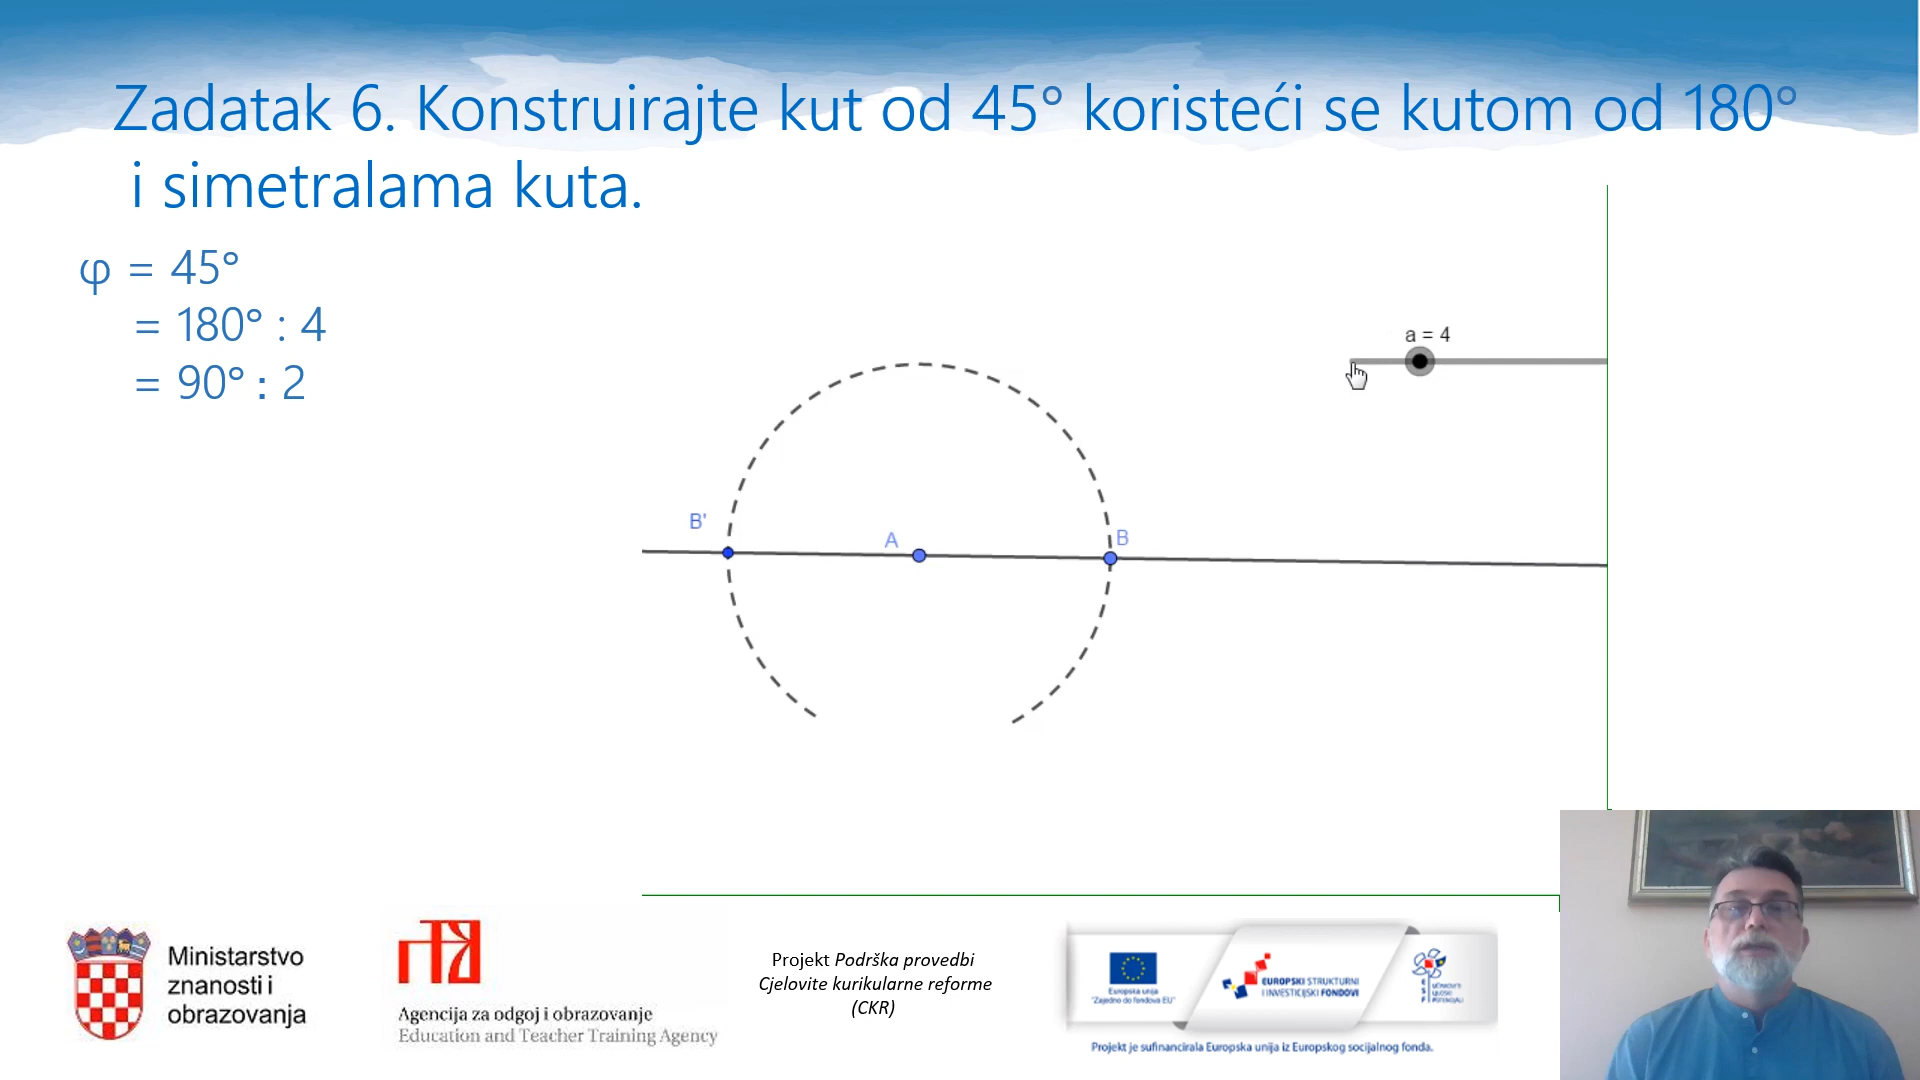 Zadatak 6. Konstruirajte kut od 45° koristeći se kutom od 180°
i simetralama kuta.
φ = 45°
= 180° : 4
= 90° : 2
a = 4
B'
A
B
Ministarstvo
znanosti i
obrazovanja
Agencija za odgoj i obrazovanje
Education and Teacher Training Agency
Projekt Podrška provedbi
Cjelovite kurikularne reforme
(CKR)
Europska unija
"Zajedno do fondova EU"
EUROPSKI STRUKTURNI
I INVESTICIJSKI FONDOVI
Projekt je sufinancirala Europska unija iz Europskog socijalnog fonda.